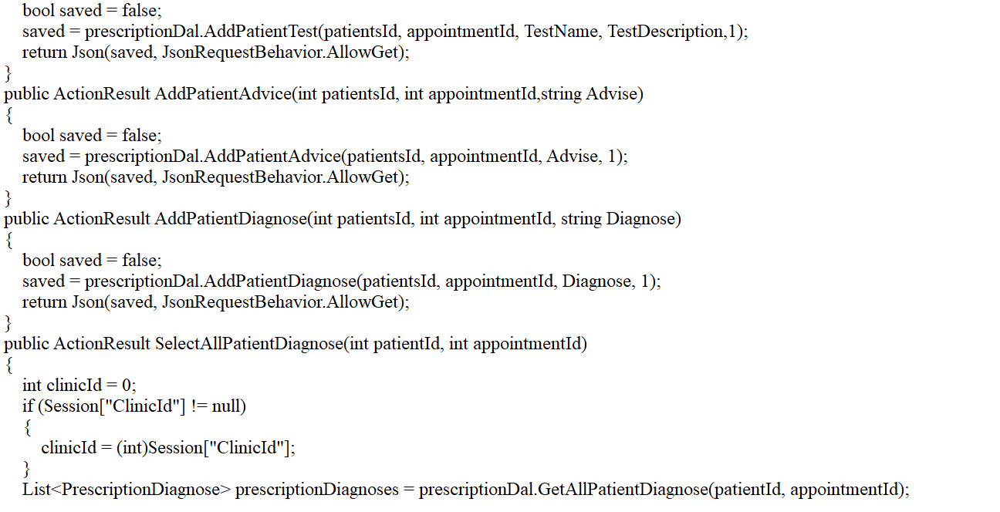 bool saved = false;
saved = prescriptionDal.AddPatientTest(patientsId, appointmentId, TestName, TestDescription,1);
return Json(saved, JsonRequestBehavior.AllowGet);
}
public ActionResult AddPatientAdvice(int patientsId, int appointmentId,string Advise)
{
bool saved = false;
saved = prescriptionDal.AddPatientAdvice(patientsId, appointmentId, Advise, 1);
return Json(saved, JsonRequestBehavior.AllowGet);
}
public ActionResult AddPatientDiagnose(int patientsId, int appointmentId, string Diagnose)
{
bool saved = false;
saved = prescriptionDal.AddPatientDiagnose(patientsId, appointmentId, Diagnose, 1);
return Json(saved, JsonRequestBehavior.AllowGet);
}
public ActionResult SelectAllPatientDiagnose(int patientId, int appointmentId)
{
int clinicId = 0;
if (Session["ClinicId"] != null)
{
clinicId = (int)Session["ClinicId"];
}
List<PrescriptionDiagnose> prescriptionDiagnoses = prescriptionDal.GetAllPatientDiagnose(patientId, appointmentId);